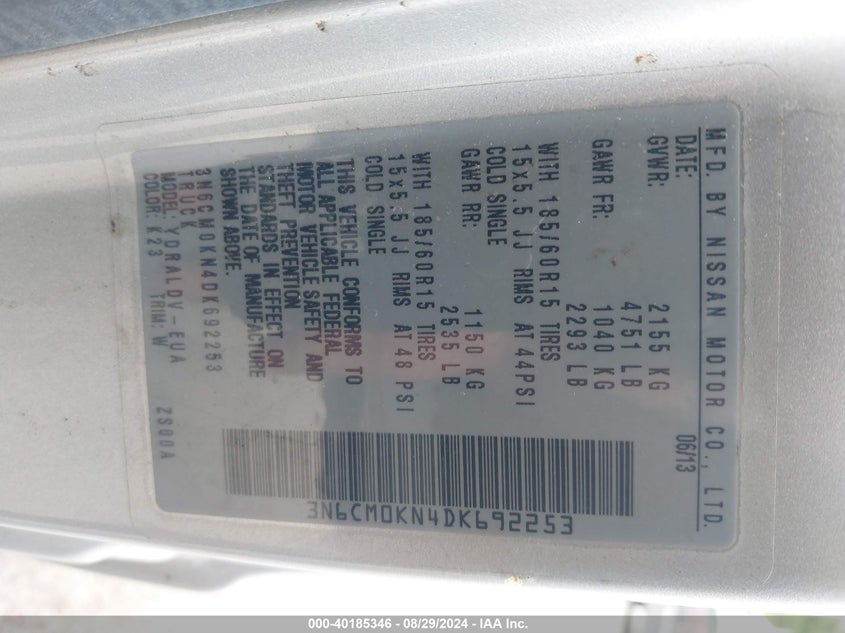 MFD. BY NISSAN MOTOR CO., LTD.
DATE: 06/13
GVWR: 2155 KG
4751 LB
GAWR FR: 1040 KG
2293 LB
WITH 185/60R15 TIRES
15x5.5 JJ RIMS AT 44PSI
COLD SINGLE
GAWR RR: 1150 KG
2535 LB
WITH 185/60R15 TIRES
15x5.5 JJ RIMS AT 48 PSI
COLD SINGLE
THIS VEHICLE CONFORMS TO
ALL APPLICABLE FEDERAL
MOTOR VEHICLE SAFETY AND
THEFT PREVENTION
STANDARDS IN EFFECT ON
THE DATE OF MANUFACTURE
SHOWN ABOVE.
3N6CM0KN4DK692253
TRUCK
MODEL: YDRALDV-EUA
COLOR: K23 TRIM: W ZS00A
3N6CM0KN4DK692253
000-40185346 - 08/29/2024 - IAA Inc.